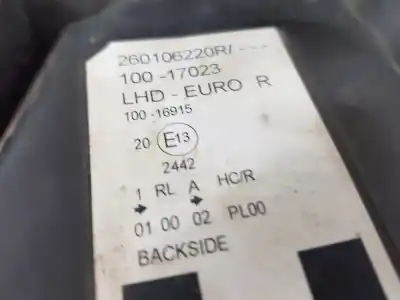 260106220R/ - - -
100 -17023
LHD - EURO R
100 -16915
20 E13
2442
1 RL A HC/R
01 00 02 PL00
BACKSIDE